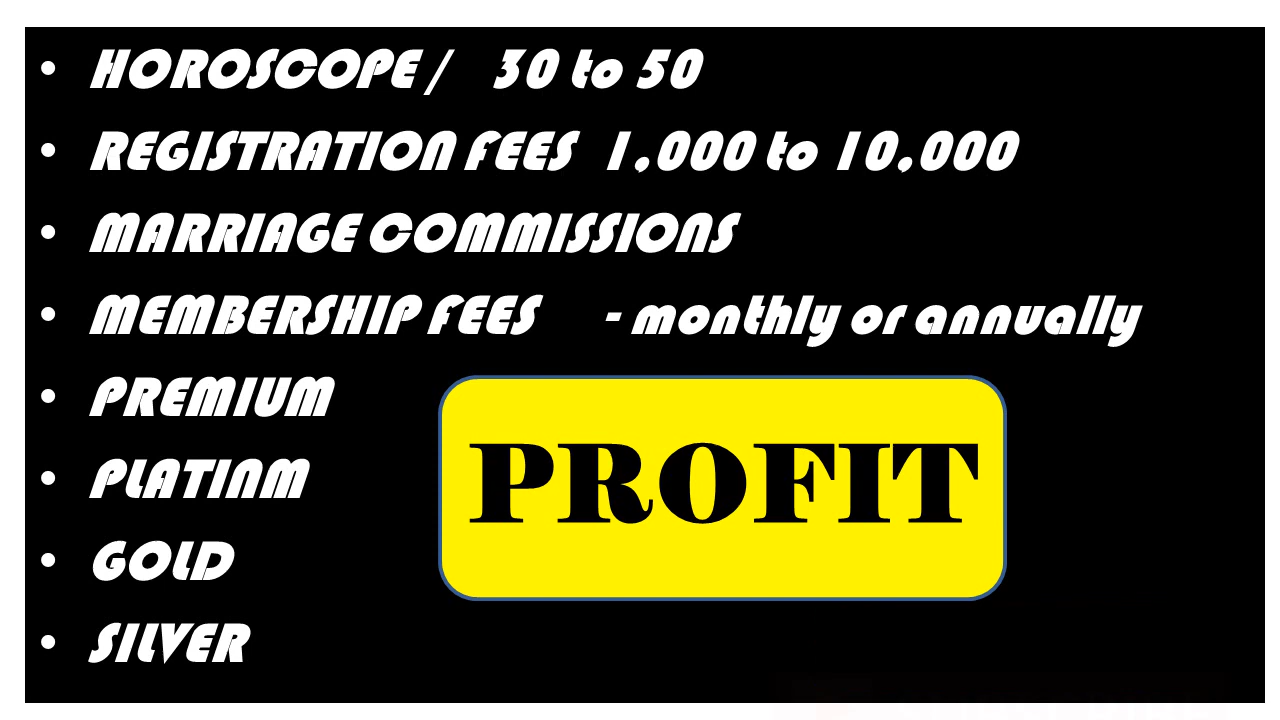 • HOROSCOPE / 30 to 50
• REGISTRATION FEES 1,000 to 10,000
• MARRIAGE COMMISSIONS
• MEMBERSHIP FEES - monthly or annually
• PREMIUM
• PLATINM
PROFIT
• GOLD
• SILVER